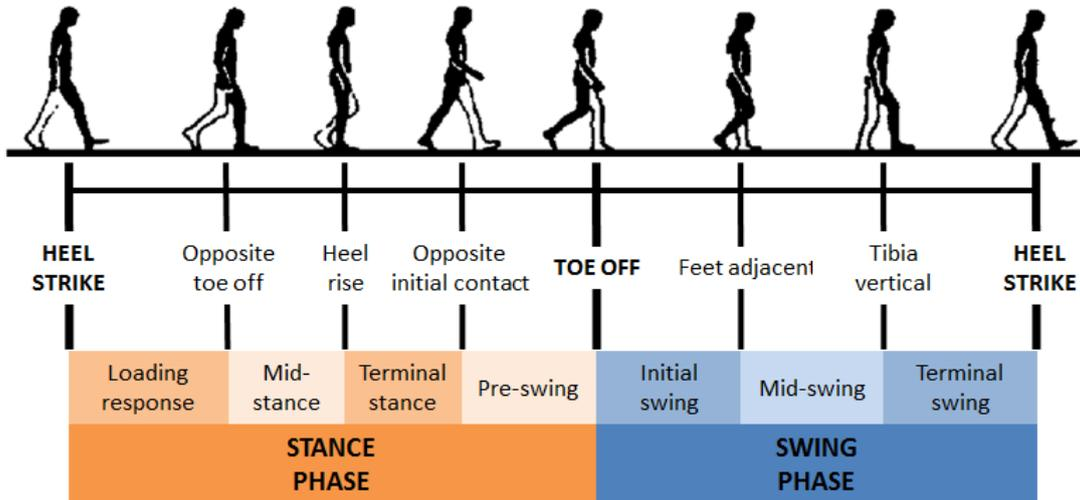 HEEL
STRIKE
Opposite
toe off
Heel
rise
Opposite
initial contact
TOE OFF
Feet adjacent
Tibia
vertical
HEEL
STRIKE
Loading
response
Mid-
stance
Terminal
stance
Pre-swing
Initial
swing
Mid-swing
Terminal
swing
STANCE
PHASE
SWING
PHASE